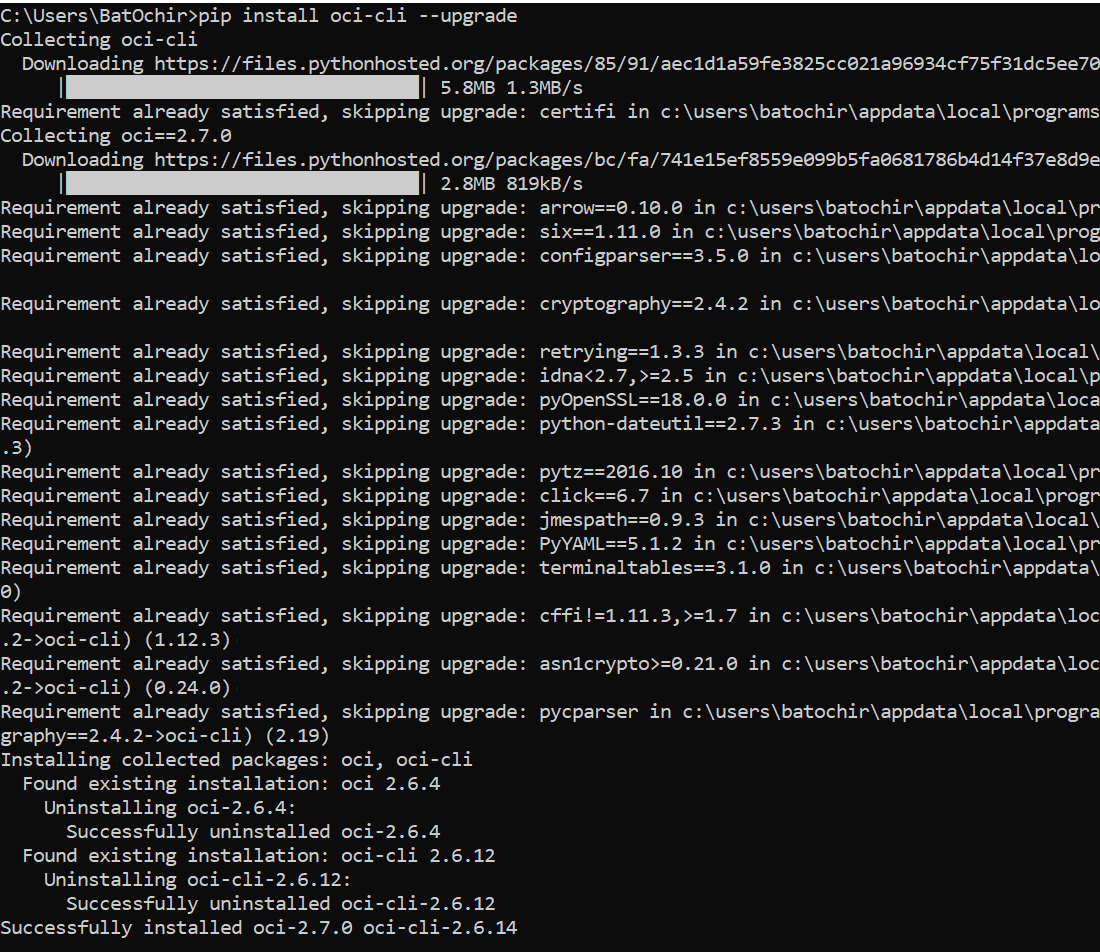 C:\Users\BatOchir>pip install oci-cli --upgrade
Collecting oci-cli
  Downloading https://files.pythonhosted.org/packages/85/91/aec1d1a59fe3825cc021a96934cf75f31dc5ee70
     |████████████████████████████████| 5.8MB 1.3MB/s
Requirement already satisfied, skipping upgrade: certifi in c:\users\batochir\appdata\local\programs
Collecting oci==2.7.0
  Downloading https://files.pythonhosted.org/packages/bc/fa/741e15ef8559e099b5fa0681786b4d14f37e8d9e
     |████████████████████████████████| 2.8MB 819kB/s
Requirement already satisfied, skipping upgrade: arrow==0.10.0 in c:\users\batochir\appdata\local\pr
Requirement already satisfied, skipping upgrade: six==1.11.0 in c:\users\batochir\appdata\local\prog
Requirement already satisfied, skipping upgrade: configparser==3.5.0 in c:\users\batochir\appdata\lo
Requirement already satisfied, skipping upgrade: cryptography==2.4.2 in c:\users\batochir\appdata\lo
Requirement already satisfied, skipping upgrade: retrying==1.3.3 in c:\users\batochir\appdata\local\
Requirement already satisfied, skipping upgrade: idna<2.7,>=2.5 in c:\users\batochir\appdata\local\p
Requirement already satisfied, skipping upgrade: pyOpenSSL==18.0.0 in c:\users\batochir\appdata\loca
Requirement already satisfied, skipping upgrade: python-dateutil==2.7.3 in c:\users\batochir\appdata
.3)
Requirement already satisfied, skipping upgrade: pytz==2016.10 in c:\users\batochir\appdata\local\pr
Requirement already satisfied, skipping upgrade: click==6.7 in c:\users\batochir\appdata\local\progr
Requirement already satisfied, skipping upgrade: jmespath==0.9.3 in c:\users\batochir\appdata\local\
Requirement already satisfied, skipping upgrade: PyYAML==5.1.2 in c:\users\batochir\appdata\local\pr
Requirement already satisfied, skipping upgrade: terminaltables==3.1.0 in c:\users\batochir\appdata\
0)
Requirement already satisfied, skipping upgrade: cffi!=1.11.3,>=1.7 in c:\users\batochir\appdata\loc
.2->oci-cli) (1.12.3)
Requirement already satisfied, skipping upgrade: asn1crypto>=0.21.0 in c:\users\batochir\appdata\loc
.2->oci-cli) (0.24.0)
Requirement already satisfied, skipping upgrade: pycparser in c:\users\batochir\appdata\local\progra
graphy==2.4.2->oci-cli) (2.19)
Installing collected packages: oci, oci-cli
  Found existing installation: oci 2.6.4
    Uninstalling oci-2.6.4:
      Successfully uninstalled oci-2.6.4
  Found existing installation: oci-cli 2.6.12
    Uninstalling oci-cli-2.6.12:
      Successfully uninstalled oci-cli-2.6.12
Successfully installed oci-2.7.0 oci-cli-2.6.14